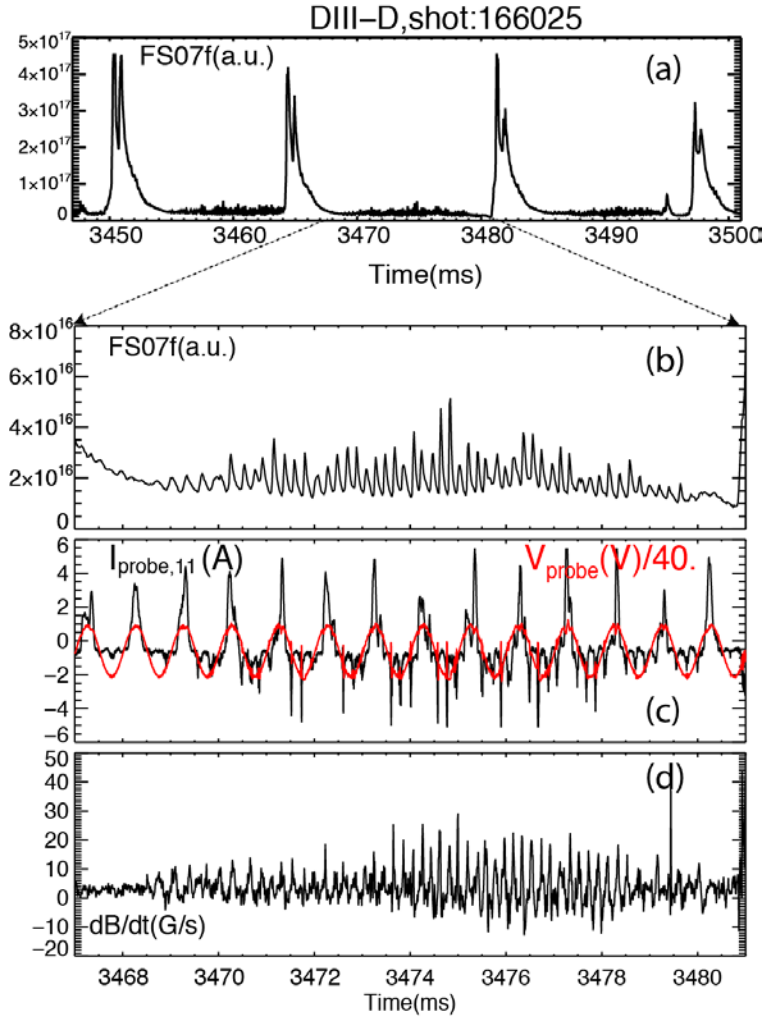 DIII-D,shot:166025
FS07f(a.u.)
(a)
5×10¹⁷
4×10¹⁷
3×10¹⁷
2×10¹⁷
1×10¹⁷
0
3450 3460 3470 3480 3490 3500
Time(ms)
FS07f(a.u.)
(b)
8×10¹⁶
6×10¹⁶
4×10¹⁶
2×10¹⁶
0
I probe,11 (A)
V probe(V)/40.
6
4
2
0
-2
-4
-6
(c)
50
40
30
20
10
0
-10
-20
(d)
dB/dt(G/s)
3468 3470 3472 3474 3476 3478 3480
Time(ms)